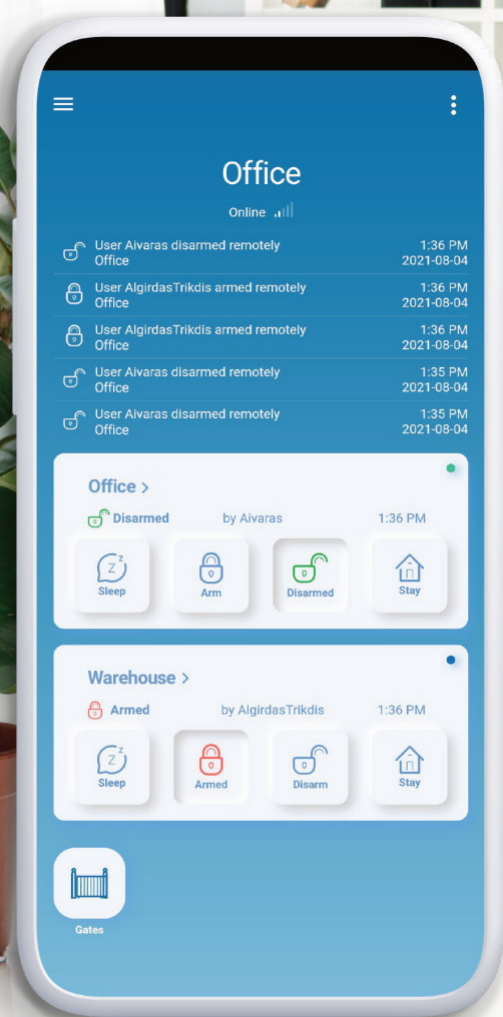 Office
Online
User Aivaras disarmed remotely 1:36 PM
Office 2021-08-04
User AlgirdasTrikdis armed remotely 1:36 PM
Office 2021-08-04
User AlgirdasTrikdis armed remotely 1:36 PM
Office 2021-08-04
User Aivaras disarmed remotely 1:35 PM
Office 2021-08-04
User Aivaras disarmed remotely 1:35 PM
Office 2021-08-04
Office >
Disarmed by Aivaras 1:36 PM
Z z
Sleep Arm Disarmed Stay
Warehouse >
Armed by AlgirdasTrikdis 1:36 PM
Z z
Sleep Armed Disarm Stay
Gates